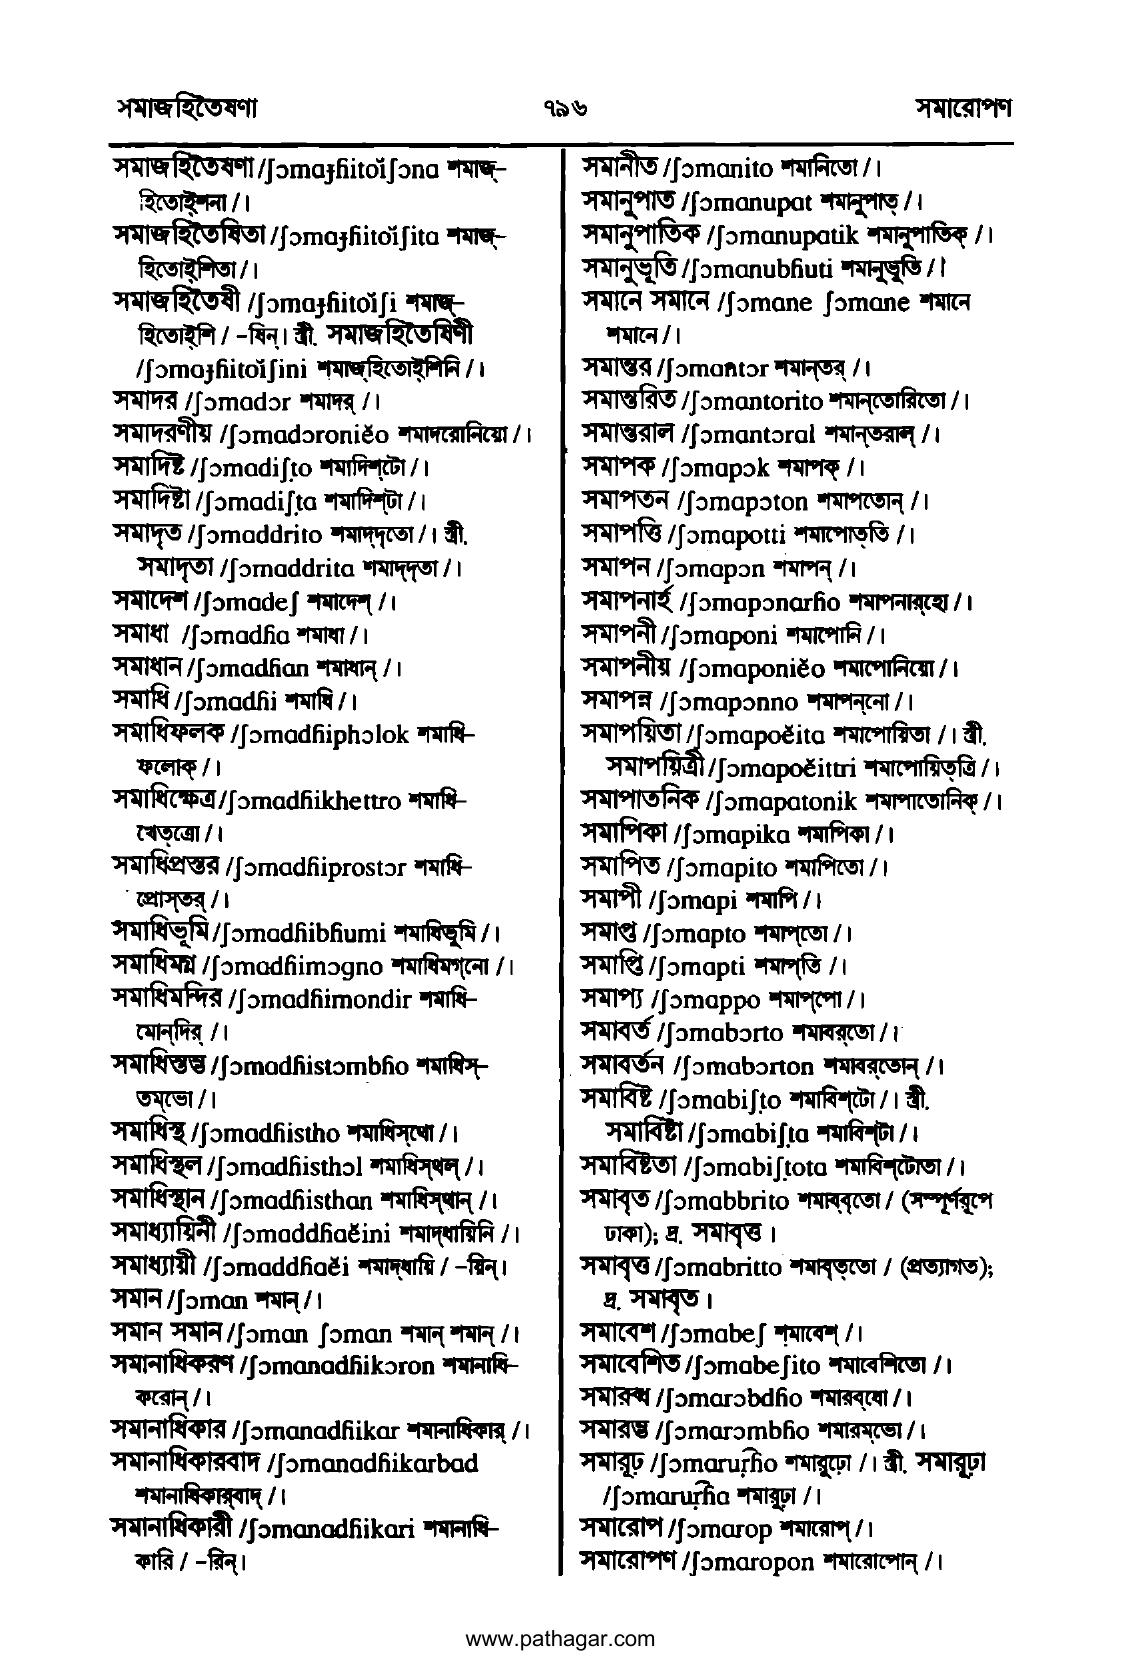 সমাজহিতৈষণা ৭৯৬ সমারোপণ
সমাজহিতৈষণা /ʃɔmaɟɦitoĭʃɔna শমাজ্–
হিতোই্শনা /।
সমাজহিতৈষিতা /ʃɔmaɟɦitoĭʃita শমাজ্–
হিতোই্শিতা /।
সমাজহিতৈষী /ʃɔmaɟɦitoĭʃi শমাজ্–
হিতোই্শি / –ষিন্। স্ত্রী. সমাজহিতৈষিণী
/ʃɔmaɟɦitoĭʃini শমাজ্হিতোই্শিনি /।
সমাদর /ʃɔmadɔr শমাদর্ /।
সমাদরণীয় /ʃɔmadɔroniĕo শমাদরোনিয়ো /।
সমাদিষ্ট /ʃɔmadiʃʈo শমাদিশ্টো /।
সমাদিষ্টা /ʃɔmadiʃʈa শমাদিশ্টা /।
সমাদৃত /ʃɔmaddrito শমাদ্দৃতো /। স্ত্রী.
সমাদৃতা /ʃɔmaddrita শমাদ্দৃতা /।
সমাদেশ /ʃɔmadeʃ শমাদেশ্ /।
সমাধা /ʃɔmadɦa শমাধা /।
সমাধান /ʃɔmadɦan শমাধান্ /।
সমাধি /ʃɔmadɦi শমাধি /।
সমাধিফলক /ʃɔmadɦiphɔlok শমাধি–
ফলোক্ /।
সমাধিক্ষেত্র /ʃɔmadɦikhettro শমাধি–
খেত্ত্রো /।
সমাধিপ্রস্তর /ʃɔmadɦiprostɔr শমাধি–
প্রোস্তর্ /।
সমাধিভূমি /ʃɔmadɦibɦumi শমাধিভূমি /।
সমাধিমগ্ন /ʃɔmadɦimɔgno শমাধিমগ্নো /।
সমাধিমন্দির /ʃɔmadɦimondir শমাধি–
মোন্দির্ /।
সমাধিস্তম্ভ /ʃɔmadɦistɔmbɦo শমাধিস্–
তম্ভো /।
সমাধিস্থ /ʃɔmadɦistho শমাধিস্থো /।
সমাধিস্থল /ʃɔmadɦisthɔl শমাধিস্থল্ /।
সমাধিস্থান /ʃɔmadɦisthan শমাধিস্থান্ /।
সমাধ্যায়িনী /ʃɔmaddɦaĕini শমাদ্ধায়িনি /।
সমাধ্যায়ী /ʃɔmaddɦaĕi শমাদ্ধায়ি / –য়িন্।
সমান /ʃɔman শমান্ /।
সমান সমান /ʃɔman ʃɔman শমান্ শমান্ /।
সমানাধিকরণ /ʃɔmanadɦikɔron শমানাধি–
করোন্ /।
সমানাধিকার /ʃɔmanadɦikar শমানাধিকার্ /।
সমানাধিকারবাদ /ʃɔmanadɦikarbad
শমানাধিকার্বাদ্ /।
সমানাধিকারী /ʃɔmanadɦikari শমানাধি–
কারি / –রিন্।
সমানীত /ʃɔmanito শমানিতো /।
সমানুপাত /ʃɔmanupat শমানুপাত্ /।
সমানুপাতিক /ʃɔmanupatik শমানুপাতিক্ /।
সমানুভূতি /ʃɔmanubɦuti শমানুভূতি /।
সমানে সমানে /ʃɔmane ʃɔmane শমানে
শমানে /।
সমান্তর /ʃɔmantɔr শমান্তর্ /।
সমান্তরিত /ʃɔmantorito শমান্তোরিতো /।
সমান্তরাল /ʃɔmantɔral শমান্তরাল্ /।
সমাপক /ʃɔmapɔk শমাপক্ /।
সমাপতন /ʃɔmapɔton শমাপতোন্ /।
সমাপত্তি /ʃɔmapotti শমাপোত্তি /।
সমাপন /ʃɔmapɔn শমাপন্ /।
সমাপনার্হ /ʃɔmapɔnarɦo শমাপনার্হো /।
সমাপনী /ʃɔmaponi শমাপোনি /।
সমাপনীয় /ʃɔmaponiĕo শমাপোনিয়ো /।
সমাপন্ন /ʃɔmapɔnno শমাপন্নো /।
সমাপয়িতা /ʃɔmapoĕita শমাপোয়িতা /। স্ত্রী.
সমাপয়িত্রী /ʃɔmapoĕittri শমাপোয়িত্ত্রি /।
সমাপাতনিক /ʃɔmapatonik শমাপাতোনিক্ /।
সমাপিকা /ʃɔmapika শমাপিকা /।
সমাপিত /ʃɔmapito শমাপিতো /।
সমাপী /ʃɔmapi শমাপি /।
সমাপ্ত /ʃɔmapto শমাপ্তো /।
সমাপ্তি /ʃɔmapti শমাপ্তি /।
সমাপ্য /ʃɔmappo শমাপ্পো /।
সমাবর্ত /ʃɔmabɔrto শমাবর্তো /।
সমাবর্তন /ʃɔmabɔrton শমাবর্তোন্ /।
সমাবিষ্ট /ʃɔmabiʃʈo শমাবিশ্টো /। স্ত্রী.
সমাবিষ্টা /ʃɔmabiʃʈa শমাবিশ্টা /।
সমাবিষ্টতা /ʃɔmabiʃʈota শমাবিশ্টোতা /।
সমাবৃত /ʃɔmabbrito শমাব্বৃতো / (সম্পূর্ণরূপে
ঢাকা); দ্র. সমাবৃত্ত ।
সমাবৃত্ত /ʃɔmabritto শমাবৃত্তো / (প্রত্যাগত);
দ্র. সমাবৃত ।
সমাবেশ /ʃɔmabeʃ শমাবেশ্ /।
সমাবেশিত /ʃɔmabeʃito শমাবেশিতো /।
সমারব্ধ /ʃɔmarɔbdɦo শমারব্ধো /।
সমারম্ভ /ʃɔmarɔmbɦo শমারম্ভো /।
সমারূঢ় /ʃɔmaruɽɦo শমারুঢ়ো /। স্ত্রী. সমারূঢ়া
/ʃɔmaruɽɦa শমারুঢ়া /।
সমারোপ /ʃɔmarop শমারোপ্ /।
সমারোপণ /ʃɔmaropon শমারোপোন্ /।
www.pathagar.com